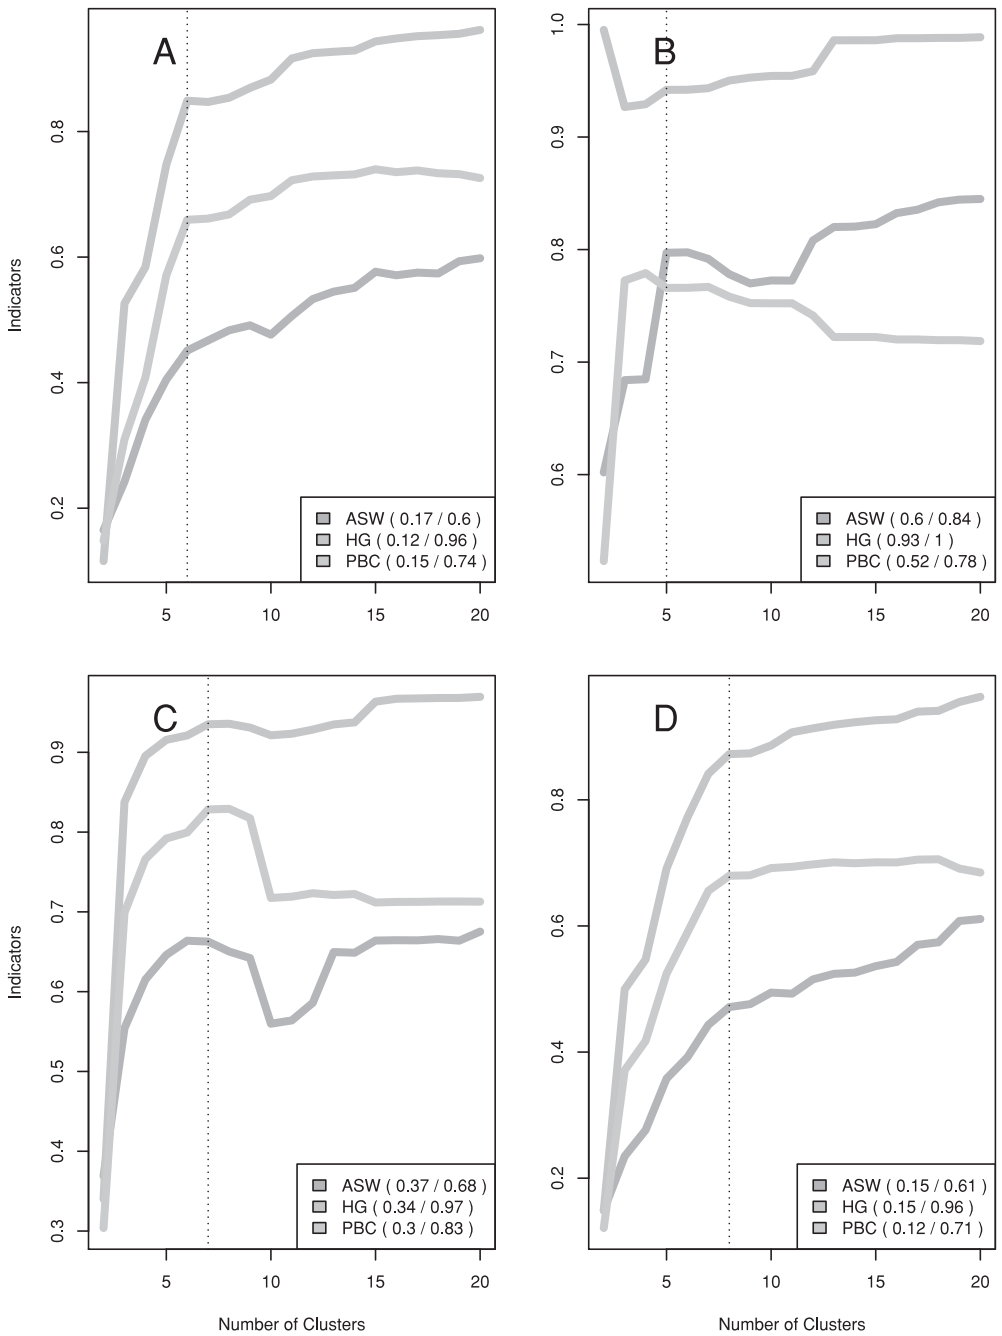 A
Indicators
0.2
0.4
0.6
0.8
5
10
15
20
ASW ( 0.17 / 0.6 )
HG ( 0.12 / 0.96 )
PBC ( 0.15 / 0.74 )
B
0.6
0.7
0.8
0.9
1.0
5
10
15
20
ASW ( 0.6 / 0.84 )
HG ( 0.93 / 1 )
PBC ( 0.52 / 0.78 )
C
Indicators
0.3
0.4
0.5
0.6
0.7
0.8
0.9
5
10
15
20
ASW ( 0.37 / 0.68 )
HG ( 0.34 / 0.97 )
PBC ( 0.3 / 0.83 )
Number of Clusters
D
0.2
0.4
0.6
0.8
5
10
15
20
ASW ( 0.15 / 0.61 )
HG ( 0.15 / 0.96 )
PBC ( 0.12 / 0.71 )
Number of Clusters